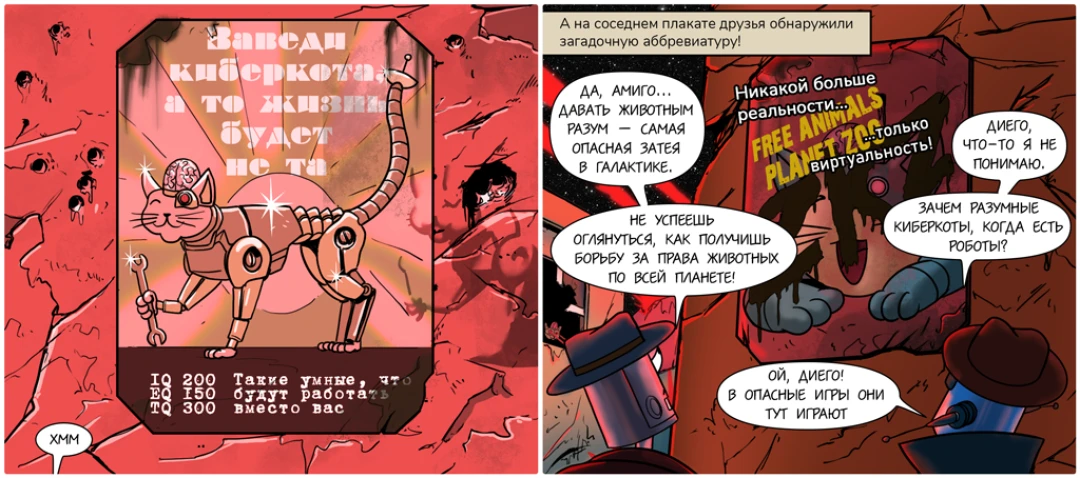 Заведи
киберкота,
а то жизнь
будет
не та
IQ 200 Такие умные, что
EQ 150 будут работать
TQ 300 вместо вас
ХММ
А на соседнем плакате друзья обнаружили
загадочную аббревиатуру!
ДА, АМИГО...
ДАВАТЬ ЖИВОТНЫМ
РАЗУМ — САМАЯ
ОПАСНАЯ ЗАТЕЯ
В ГАЛАКТИКЕ.
НЕ УСПЕЕШЬ
ОГЛЯНУТЬСЯ, КАК ПОЛУЧИШЬ
БОРЬБУ ЗА ПРАВА ЖИВОТНЫХ
ПО ВСЕЙ ПЛАНЕТЕ!
Никакой больше
реальности...
FREE ANIMALS
PLANET ZOO
...только
виртуальность!
ДИЕГО,
ЧТО-ТО Я НЕ
ПОНИМАЮ.
ЗАЧЕМ РАЗУМНЫЕ
КИБЕРКОТЫ, КОГДА ЕСТЬ
РОБОТЫ?
ОЙ, ДИЕГО!
В ОПАСНЫЕ ИГРЫ ОНИ
ТУТ ИГРАЮТ